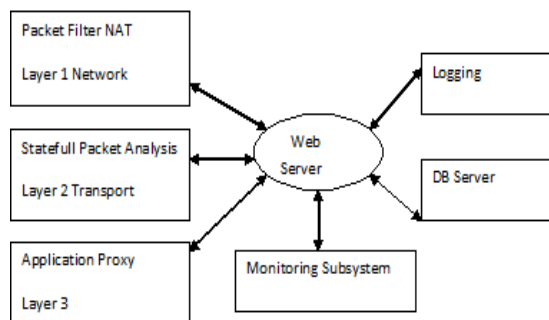 Packet Filter NAT
Layer 1 Network
Statefull Packet Analysis
Layer 2 Transport
Application Proxy
Layer 3
Web
Server
Monitoring Subsystem
Logging
DB Server